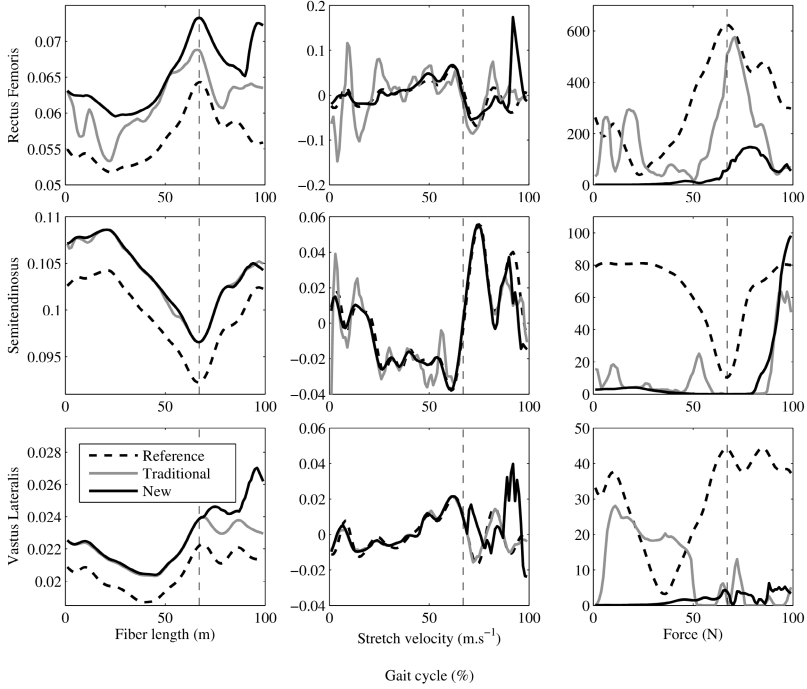 Rectus Femoris
0.07
0.065
0.06
0.055
0.05
0 50 100
0.2
0.1
0
−0.1
−0.2
0 50 100
600
400
200
0
0 50 100
Semitendinosus
0.11
0.105
0.1
0.095
0 50 100
0.06
0.04
0.02
0
−0.02
−0.04
0 50 100
100
80
60
40
20
0
0 50 100
Vastus Lateralis
0.028
0.026
0.024
0.022
0.02
0 50 100
Reference
Traditional
New
Fiber length (m)
0.06
0.04
0.02
0
−0.02
−0.04
0 50 100
Stretch velocity (m.s⁻¹)
50
40
30
20
10
0
0 50 100
Force (N)
Gait cycle (%)